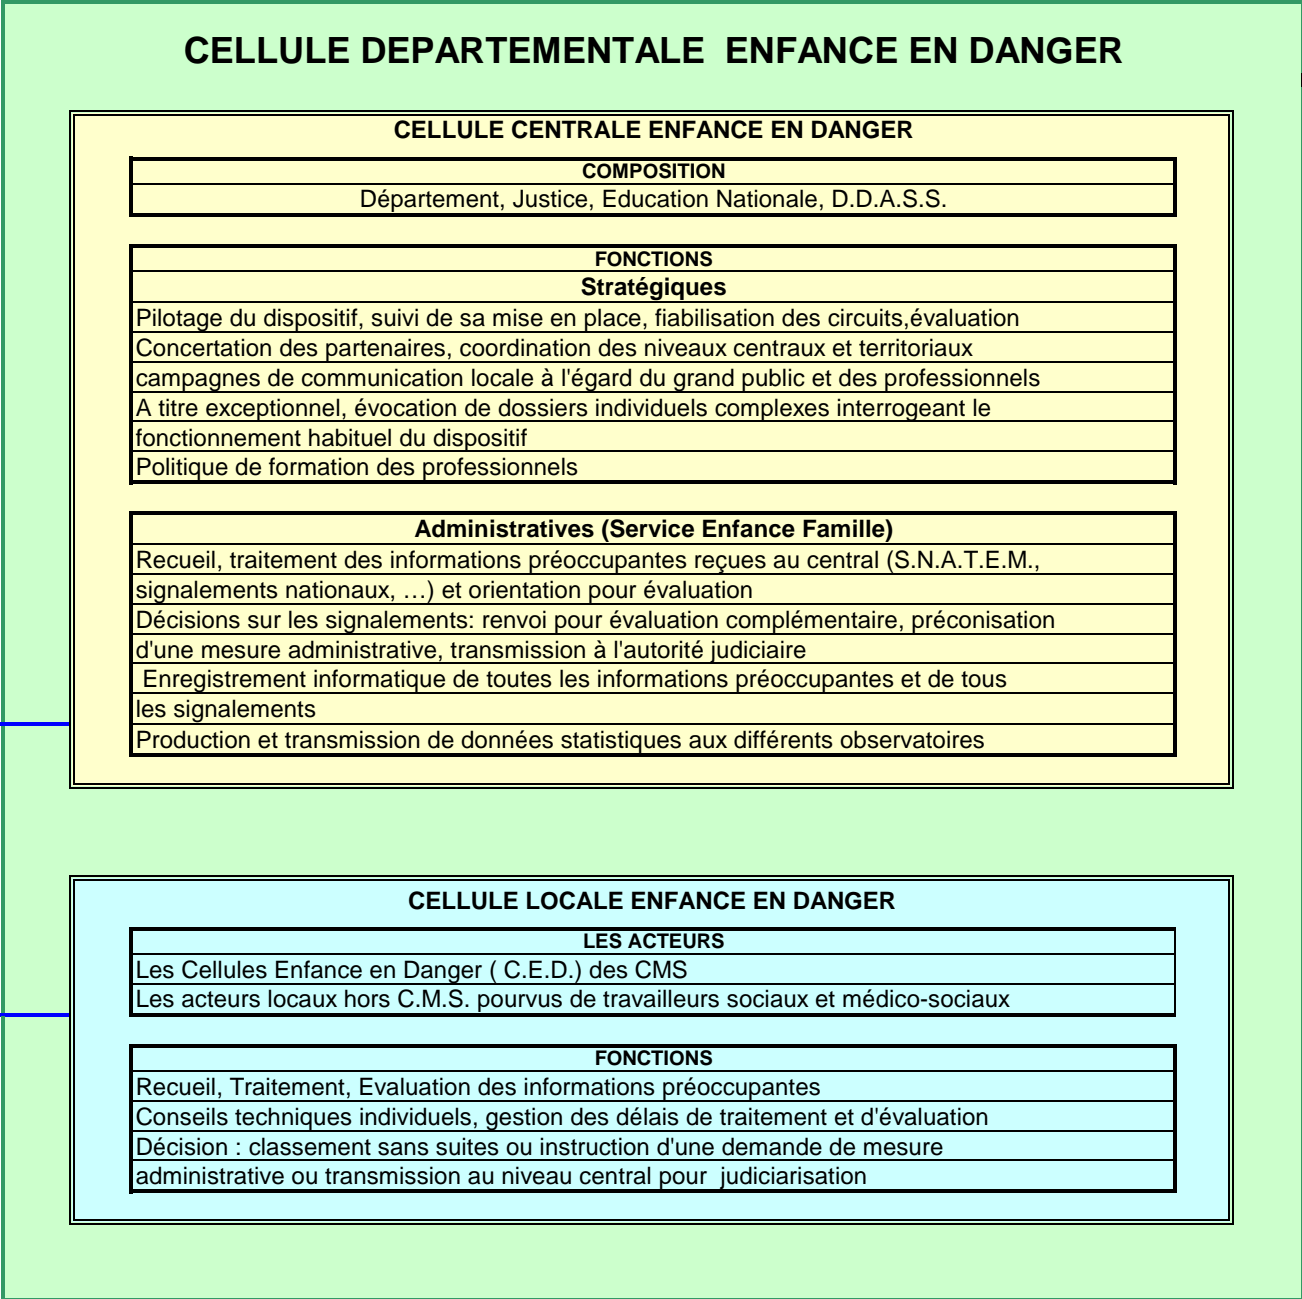 CELLULE DEPARTEMENTALE  ENFANCE EN DANGER
CELLULE CENTRALE ENFANCE EN DANGER
COMPOSITION
Département, Justice, Education Nationale, D.D.A.S.S.
FONCTIONS
Stratégiques
Pilotage du dispositif, suivi de sa mise en place, fiabilisation des circuits,évaluation
Concertation des partenaires, coordination des niveaux centraux et territoriaux
campagnes de communication locale à l'égard du grand public et des professionnels
A titre exceptionnel, évocation de dossiers individuels complexes interrogeant le
fonctionnement habituel du dispositif
Politique de formation des professionnels
Administratives (Service Enfance Famille)
Recueil, traitement des informations préoccupantes reçues au central (S.N.A.T.E.M.,
signalements nationaux, …) et orientation pour évaluation
Décisions sur les signalements: renvoi pour évaluation complémentaire, préconisation
d'une mesure administrative, transmission à l'autorité judiciaire
Enregistrement informatique de toutes les informations préoccupantes et de tous
les signalements
Production et transmission de données statistiques aux différents observatoires
CELLULE LOCALE ENFANCE EN DANGER
LES ACTEURS
Les Cellules Enfance en Danger ( C.E.D.) des CMS
Les acteurs locaux hors C.M.S. pourvus de travailleurs sociaux et médico-sociaux
FONCTIONS
Recueil, Traitement, Evaluation des informations préoccupantes
Conseils techniques individuels, gestion des délais de traitement et d'évaluation
Décision : classement sans suites ou instruction d'une demande de mesure
administrative ou transmission au niveau central pour  judiciarisation